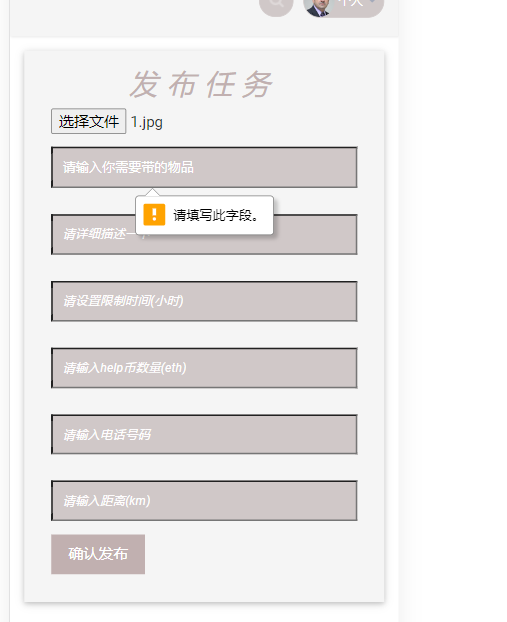 个人
发布任务
选择文件 1.jpg
请输入你需要带的物品
请填写此字段。
请详细描述一下
请设置限制时间(小时)
请输入help币数量(eth)
请输入电话号码
请输入距离(km)
确认发布